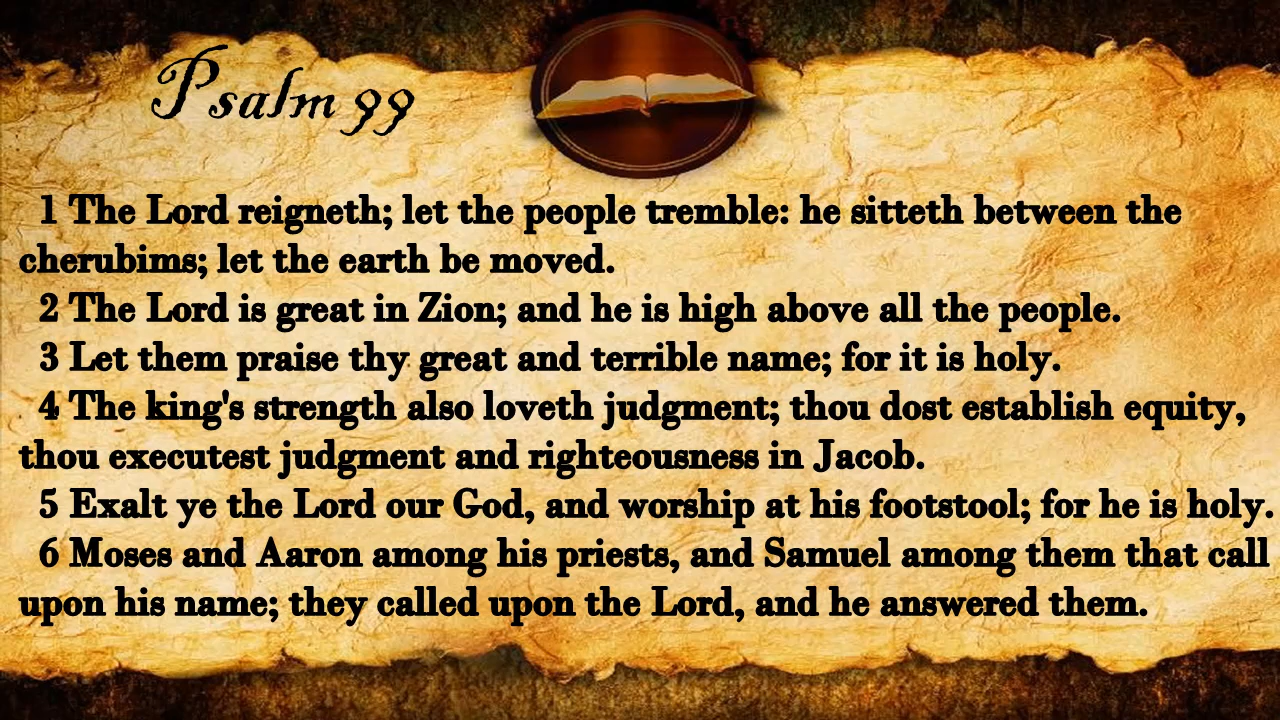 Psalm 99
1 The Lord reigneth; let the people tremble: he sitteth between the
cherubims; let the earth be moved.
2 The Lord is great in Zion; and he is high above all the people.
3 Let them praise thy great and terrible name; for it is holy.
4 The king's strength also loveth judgment; thou dost establish equity,
thou executest judgment and righteousness in Jacob.
5 Exalt ye the Lord our God, and worship at his footstool; for he is holy.
6 Moses and Aaron among his priests, and Samuel among them that call
upon his name; they called upon the Lord, and he answered them.